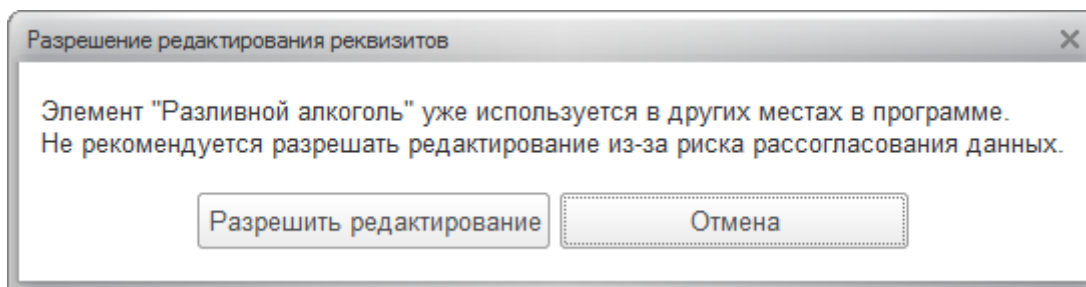 Разрешение редактирования реквизитов
Элемент "Разливной алкоголь" уже используется в других местах в программе.
Не рекомендуется разрешать редактирование из-за риска рассогласования данных.
Разрешить редактирование
Отмена